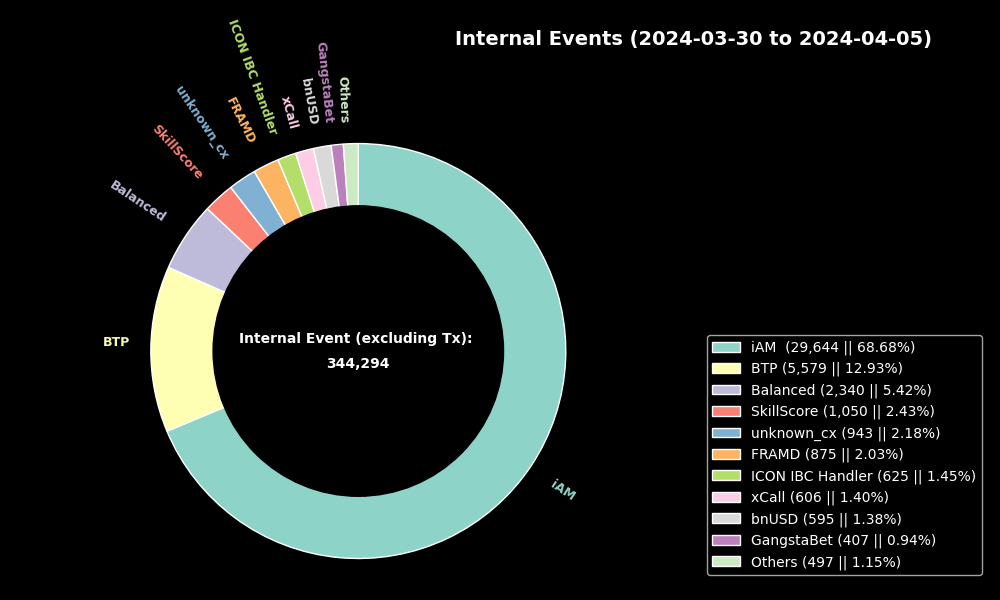 Internal Events (2024-03-30 to 2024-04-05)
Others
GangstaBet
bnUSD
xCall
ICON IBC Handler
FRAMD
unknown_cx
SkillScore
Balanced
BTP
iAM
Internal Event (excluding Tx):
344,294
iAM  (29,644 || 68.68%)
BTP (5,579 || 12.93%)
Balanced (2,340 || 5.42%)
SkillScore (1,050 || 2.43%)
unknown_cx (943 || 2.18%)
FRAMD (875 || 2.03%)
ICON IBC Handler (625 || 1.45%)
xCall (606 || 1.40%)
bnUSD (595 || 1.38%)
GangstaBet (407 || 0.94%)
Others (497 || 1.15%)